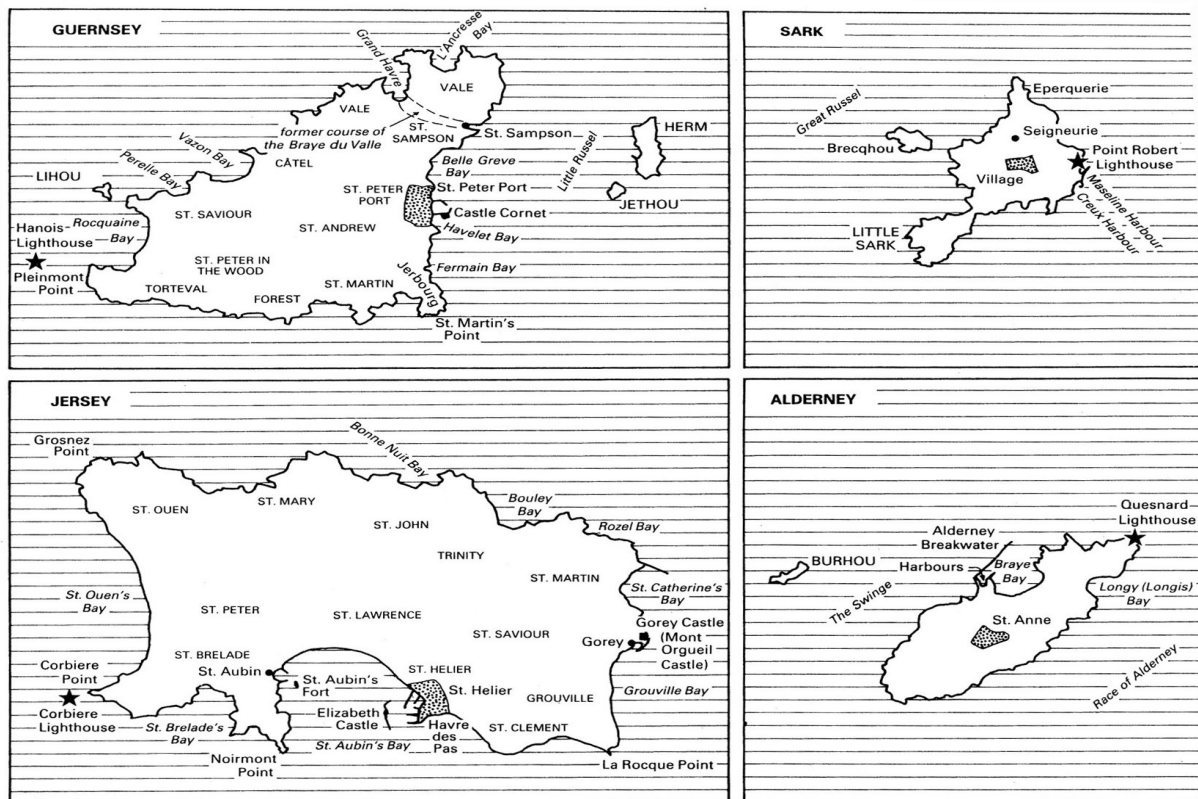 GUERNSEY
Grand Havre
L'Ancresse
Bay
VALE
VALE
former course of
the Braye du Valle
ST.
SAMPSON
St. Sampson
HERM
Little Russel
Vazon Bay
CÂTEL
Belle Greve
Bay
Perelle Bay
LIHOU
ST. PETER
PORT
St. Peter Port
JETHOU
Castle Cornet
ST. SAVIOUR
Rocquaine
Bay
Hanois
Lighthouse
ST. ANDREW
Havelet Bay
ST. PETER IN
THE WOOD
Fermain Bay
Pleinmont
Point
TORTEVAL
FOREST
ST. MARTIN
Jerbourg
St. Martin's
Point
SARK
Eperquerie
Great Russel
Seigneurie
Brecqhou
Point Robert
Lighthouse
Village
Maseline Harbour
Creux Harbour
LITTLE
SARK
JERSEY
Grosnez
Point
Bonne Nuit Bay
ST. OUEN
ST. MARY
Bouley
Bay
ST. JOHN
Rozel Bay
TRINITY
ST. MARTIN
St. Catherine's
Bay
St. Ouen's
Bay
ST. PETER
ST. LAWRENCE
ST. SAVIOUR
Gorey
Gorey Castle
(Mont
Orgueil
Castle)
ST. BRELADE
St. Aubin
Corbiere
Point
St. Aubin's
Fort
ST. HELIER
St. Helier
GROUVILLE
Grouville Bay
Corbiere
Lighthouse
Elizabeth
Castle
St. Brelade's
Bay
Havre
des
Pas
ST. CLEMENT
St. Aubin's Bay
Noirmont
Point
La Rocque Point
ALDERNEY
Quesnard
Lighthouse
Alderney
Breakwater
Harbours
Braye
Bay
BURHOU
Longy (Longis)
Bay
The Swinge
St. Anne
Race of Alderney